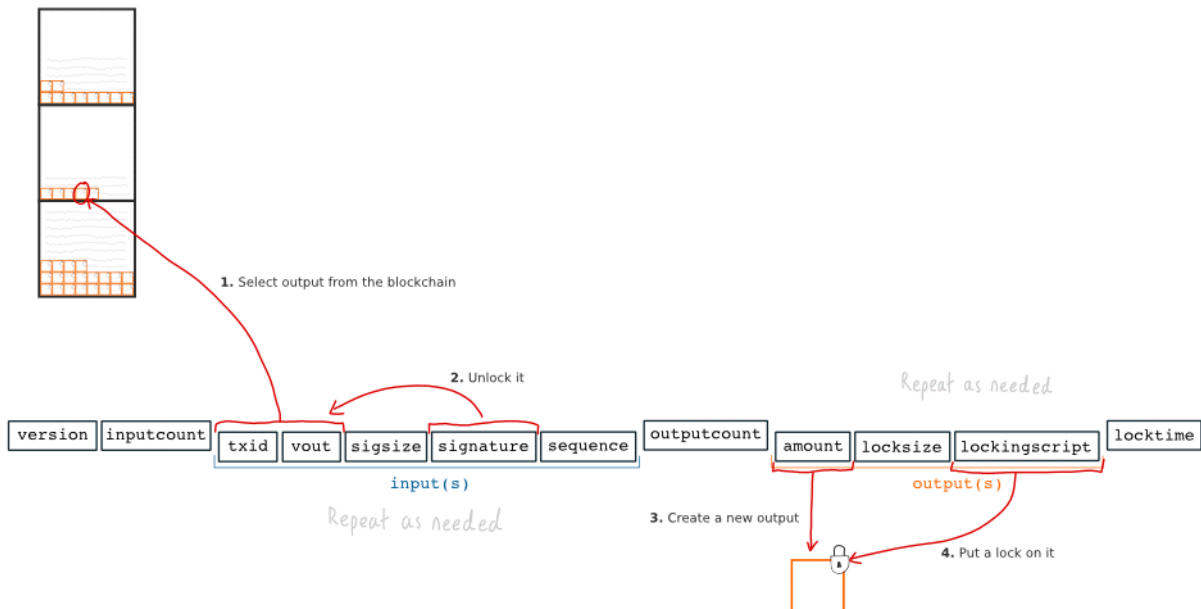 1. Select output from the blockchain
2. Unlock it
Repeat as needed
version inputcount txid vout sigsize signature sequence outputcount amount locksize lockingscript locktime
input(s) output(s)
Repeat as needed
3. Create a new output
4. Put a lock on it